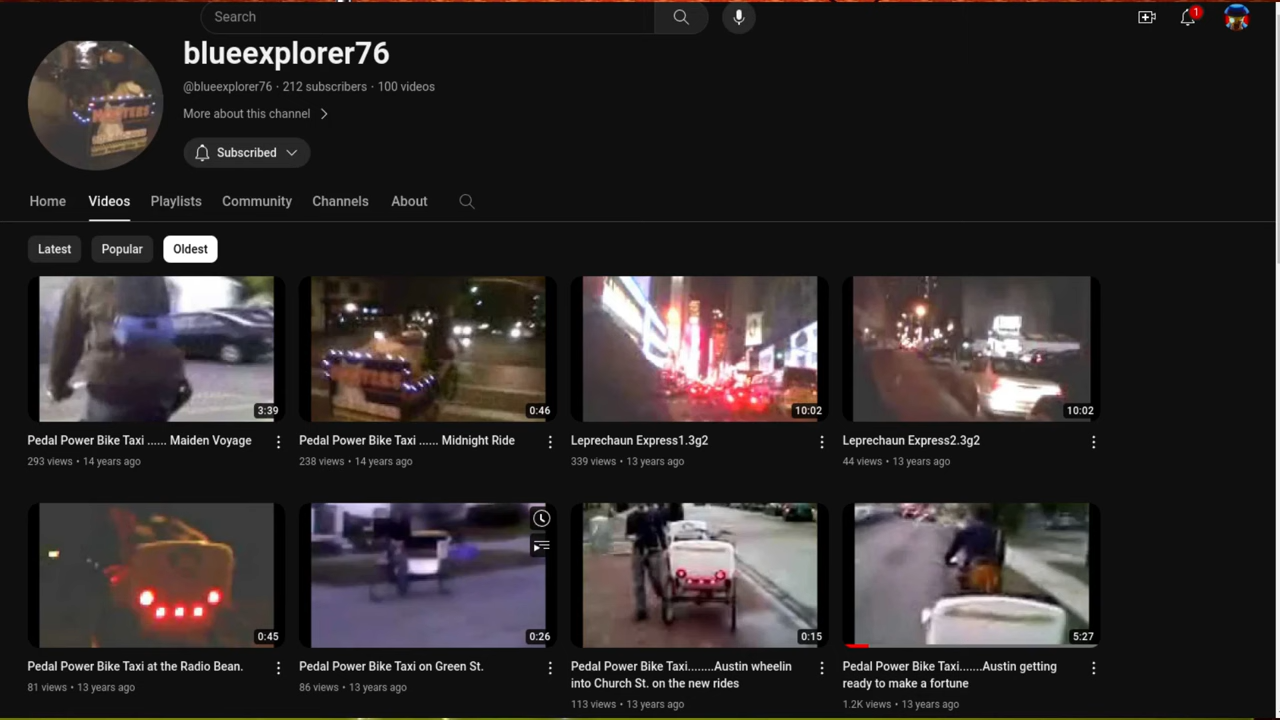 Search
1
blueexplorer76
@blueexplorer76 · 212 subscribers · 100 videos
More about this channel
Subscribed
Home Videos Playlists Community Channels About
Latest Popular Oldest
3:39 0:46 10:02 10:02
Pedal Power Bike Taxi ...... Maiden Voyage
293 views • 14 years ago
Pedal Power Bike Taxi ...... Midnight Ride
238 views • 14 years ago
Leprechaun Express1.3g2
339 views • 13 years ago
Leprechaun Express2.3g2
44 views • 13 years ago
0:45 0:26 0:15 5:27
Pedal Power Bike Taxi at the Radio Bean.
81 views • 13 years ago
Pedal Power Bike Taxi on Green St.
86 views • 13 years ago
Pedal Power Bike Taxi........Austin wheelin
into Church St. on the new rides
113 views • 13 years ago
Pedal Power Bike Taxi.......Austin getting
ready to make a fortune
1.2K views • 13 years ago